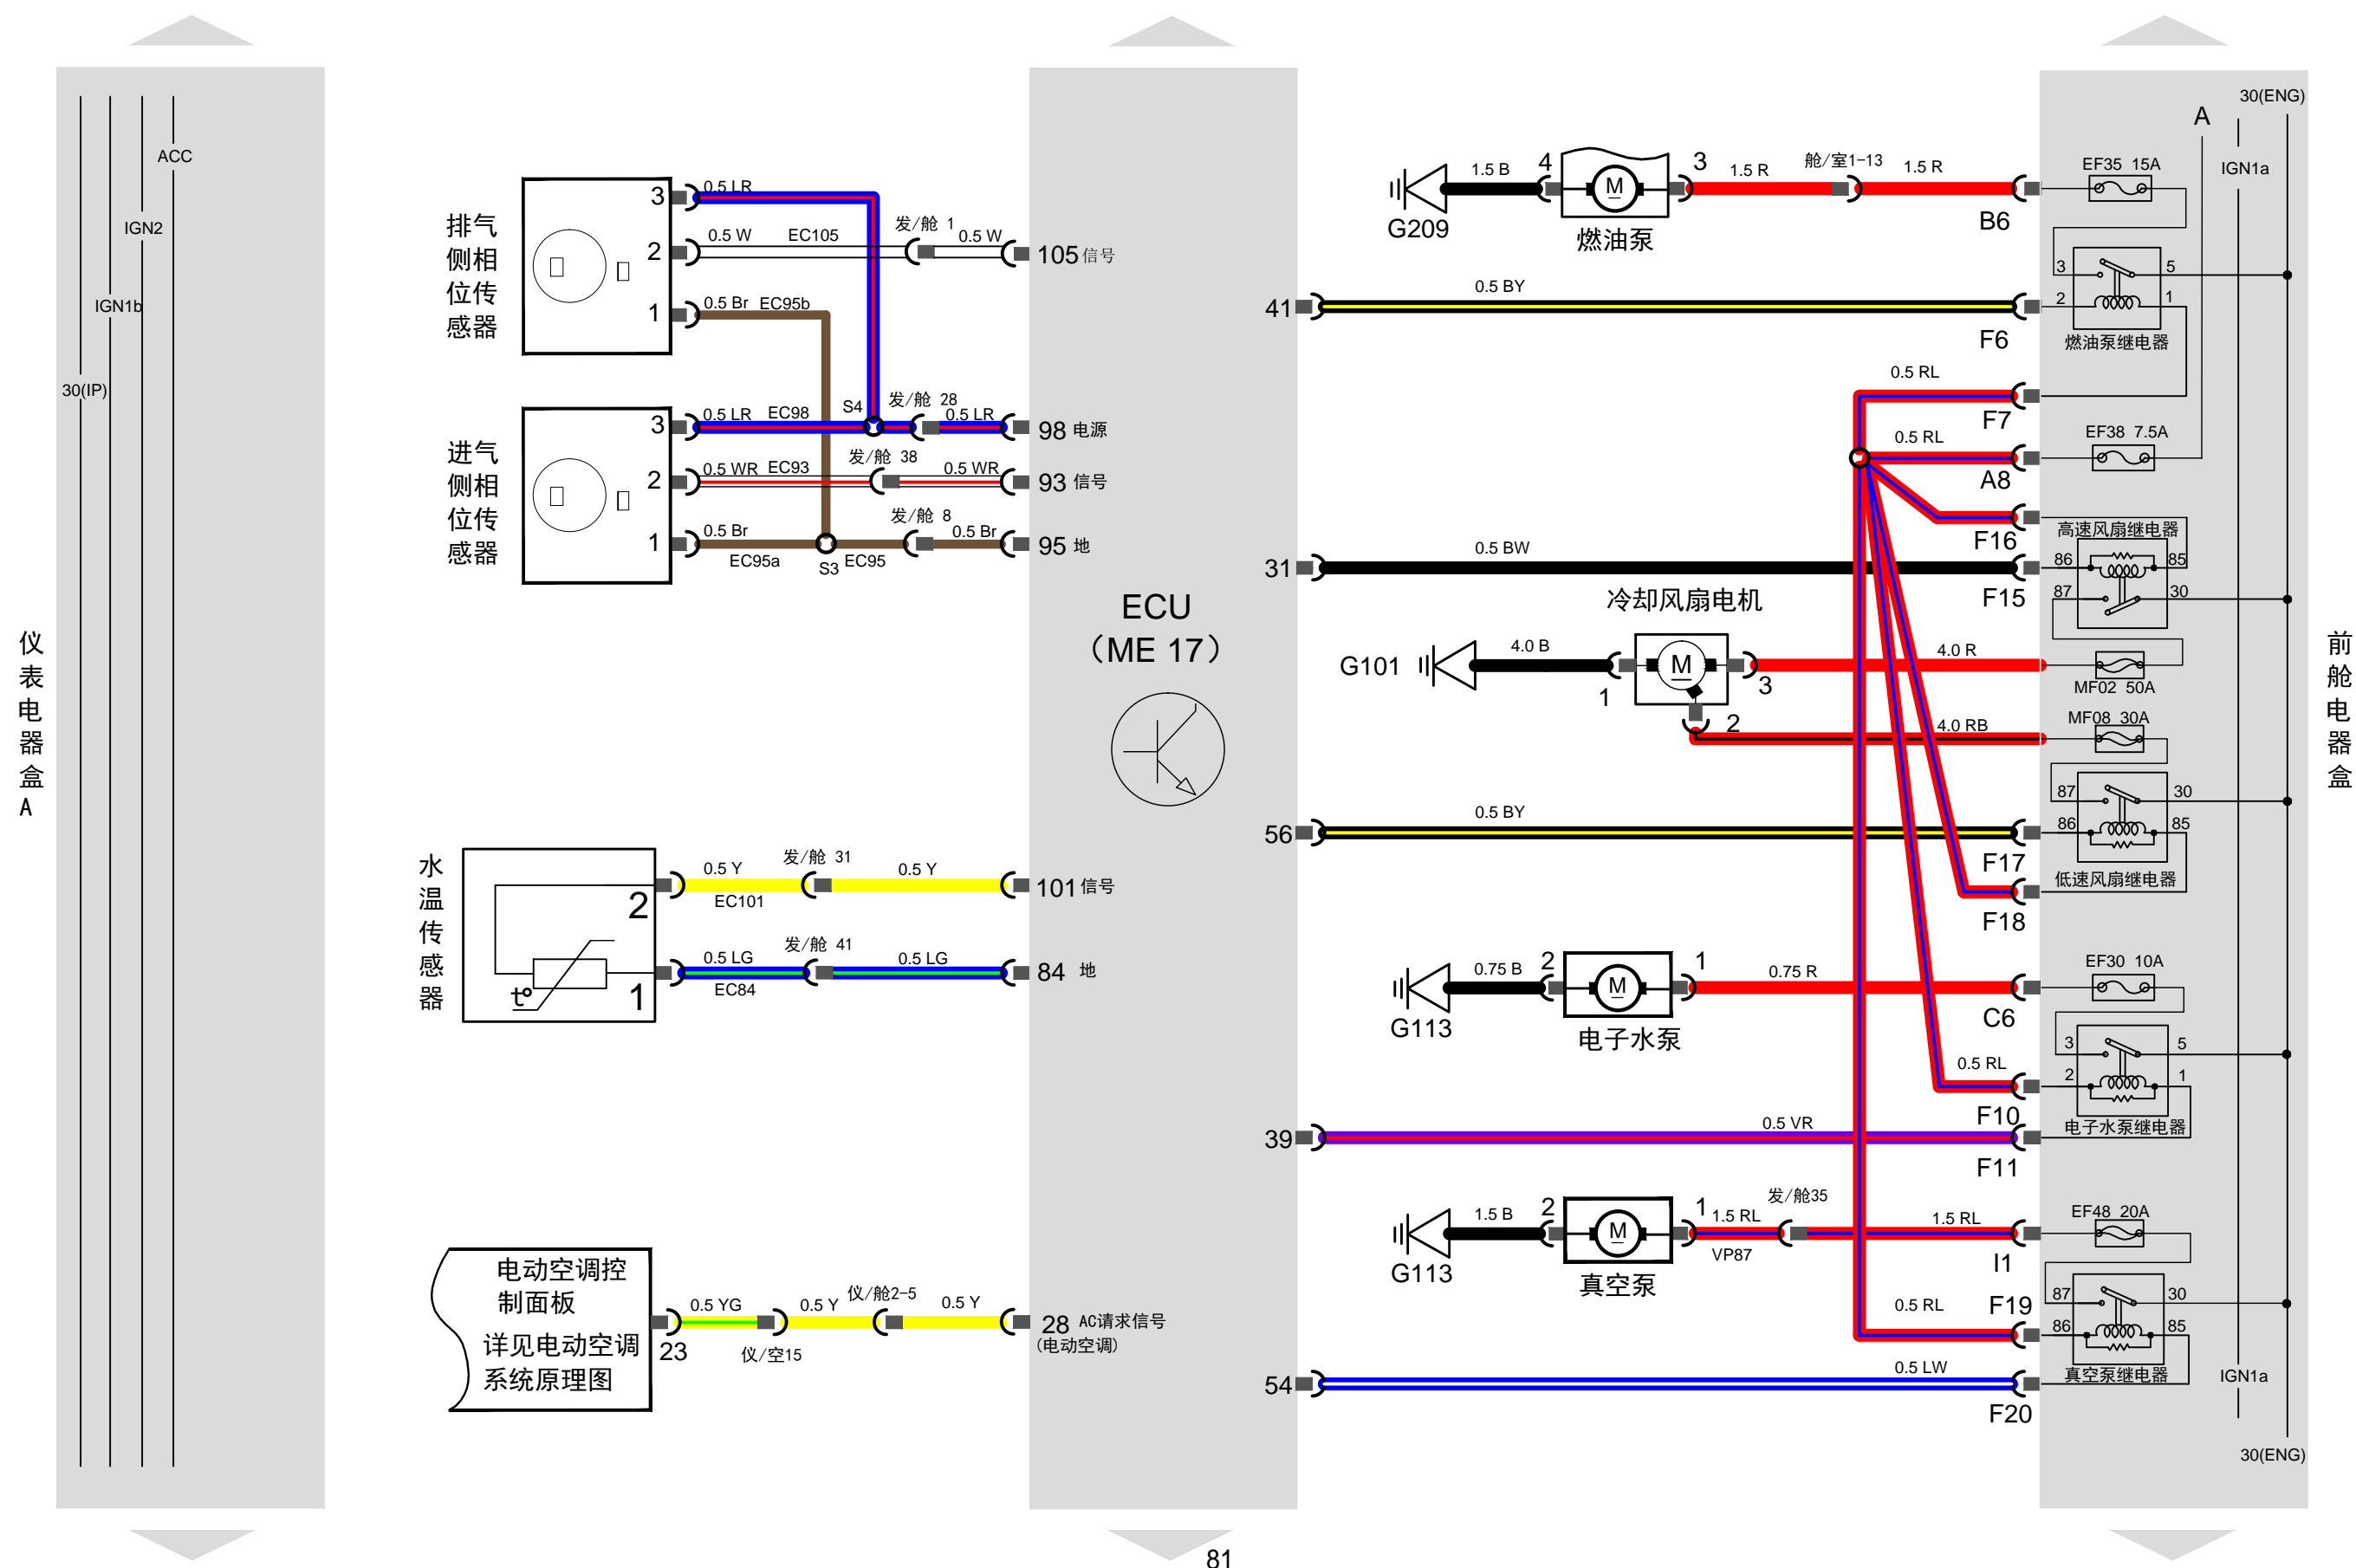 仪表电器盒A
ACC
IGN2
IGN1b
30(IP)
排气侧相位传感器
3
0.5 LR
2
0.5 W
EC105
发/舱 1
0.5 W
105 信号
1
0.5 Br
EC95b
进气侧相位传感器
3
0.5 LR
EC98
S4
发/舱 28
0.5 LR
98 电源
2
0.5 WR
EC93
发/舱 38
0.5 WR
93 信号
1
0.5 Br
EC95a
S3
EC95
发/舱 8
0.5 Br
95 地
水温传感器
2
0.5 Y
EC101
发/舱 31
0.5 Y
101 信号
t°
1
0.5 LG
EC84
发/舱 41
0.5 LG
84 地
电动空调控
制面板
详见电动空调
系统原理图
23
0.5 YG
仪/空15
0.5 Y
仪/舱2-5
0.5 Y
28 AC请求信号
(电动空调)
ECU
（ME 17）
G209
1.5 B
4
M
燃油泵
3
1.5 R
舱/室1-13
1.5 R
B6
41
0.5 BY
F6
0.5 RL
F7
0.5 RL
A8
F16
31
0.5 BW
F15
冷却风扇电机
G101
4.0 B
1
M
3
4.0 R
2
4.0 RB
56
0.5 BY
F17
F18
G113
0.75 B
2
M
电子水泵
1
0.75 R
C6
0.5 RL
F10
39
0.5 VR
F11
G113
1.5 B
2
M
真空泵
1
1.5 RL
VP87
发/舱35
1.5 RL
I1
F19
0.5 RL
54
0.5 LW
F20
前舱电器盒
30(ENG)
A
IGN1a
EF35 15A
3
5
2
1
燃油泵继电器
EF38 7.5A
高速风扇继电器
86
85
87
30
MF02 50A
MF08 30A
87
30
86
85
低速风扇继电器
EF30 10A
3
5
2
1
电子水泵继电器
EF48 20A
87
30
86
85
真空泵继电器
IGN1a
30(ENG)
81